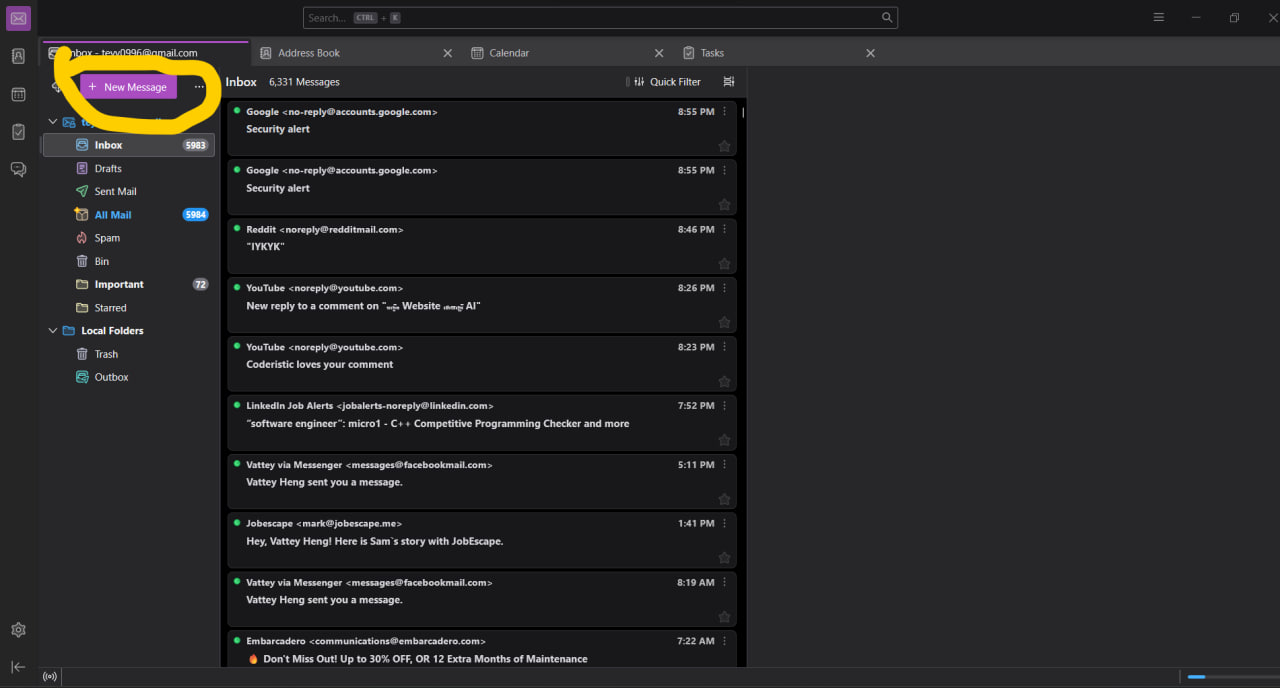 Search... CTRL + K
Inbox - tevy0996@gmail.com
Address Book
Calendar
Tasks
+ New Message
Inbox 6,331 Messages
Quick Filter
Inbox 5983
Drafts
Sent Mail
All Mail 5984
Spam
Bin
Important 72
Starred
Local Folders
Trash
Outbox
Google <no-reply@accounts.google.com> 8:55 PM
Security alert
Google <no-reply@accounts.google.com> 8:55 PM
Security alert
Reddit <noreply@redditmail.com> 8:46 PM
"IYKYK"
YouTube <noreply@youtube.com> 8:26 PM
New reply to a comment on " Website AI"
YouTube <noreply@youtube.com> 8:23 PM
Coderistic loves your comment
LinkedIn Job Alerts <jobalerts-noreply@linkedin.com> 7:52 PM
“software engineer”: micro1 - C++ Competitive Programming Checker and more
Vattey via Messenger <messages@facebookmail.com> 5:11 PM
Vattey Heng sent you a message.
Jobescape <mark@jobescape.me> 1:41 PM
Hey, Vattey Heng! Here is Sam`s story with JobEscape.
Vattey via Messenger <messages@facebookmail.com> 8:19 AM
Vattey Heng sent you a message.
Embarcadero <communications@embarcadero.com> 7:22 AM
🔥 Don't Miss Out! Up to 30% OFF, OR 12 Extra Months of Maintenance